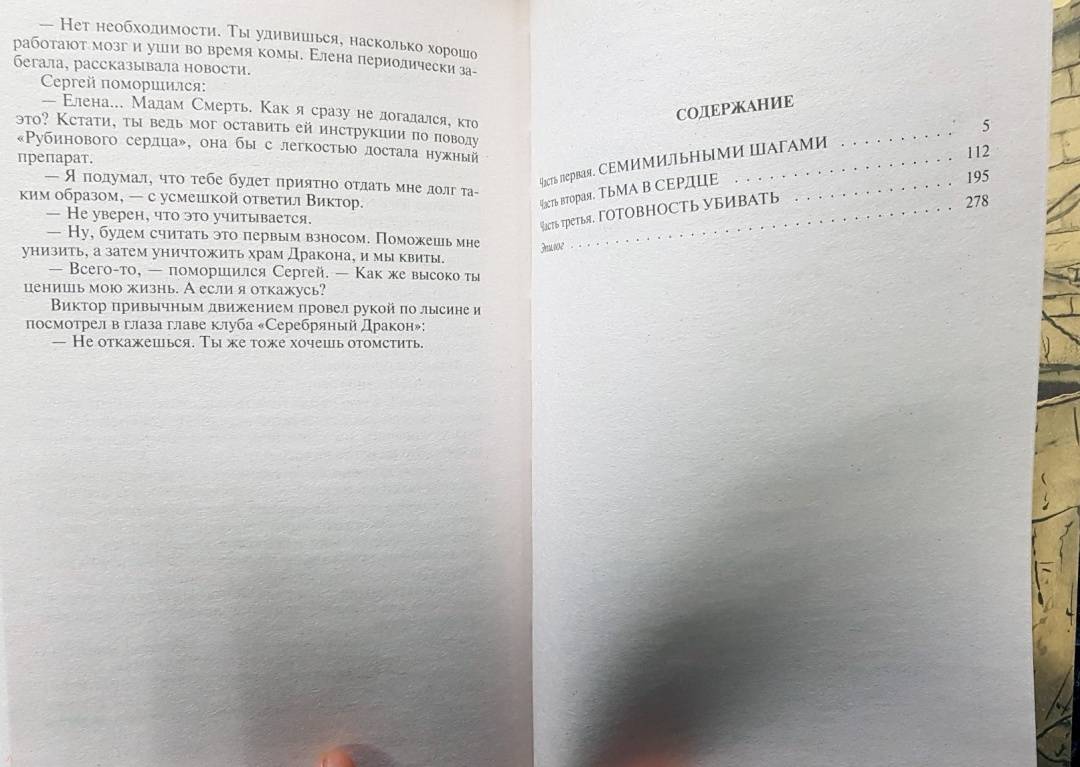 — Нет необходимости. Ты удивишься, насколько хорошо
работают мозг и уши во время комы. Елена периодически за-
бегала, рассказывала новости.
Сергей поморщился:
— Елена... Мадам Смерть. Как я сразу не догадался, кто
это? Кстати, ты ведь мог оставить ей инструкции по поводу
«Рубинового сердца», она бы с легкостью достала нужный
препарат.
— Я подумал, что тебе будет приятно отдать мне долг та-
ким образом, — с усмешкой ответил Виктор.
— Не уверен, что это учитывается.
— Ну, будем считать это первым взносом. Поможешь мне
унизить, а затем уничтожить храм Дракона, и мы квиты.
— Всего-то, — поморщился Сергей. — Как же высоко ты
ценишь мою жизнь. А если я откажусь?
Виктор привычным движением провел рукой по лысине и
посмотрел в глаза главе клуба «Серебряный Дракон»:
— Не откажешься. Ты же тоже хочешь отомстить.
СОДЕРЖАНИЕ
Часть первая. СЕМИМИЛЬНЫМИ ШАГАМИ . . . . . . . . . 5
Часть вторая. ТЬМА В СЕРДЦЕ . . . . . . . . . . . . . . . . . 112
Часть третья. ГОТОВНОСТЬ УБИВАТЬ . . . . . . . . . . . . 195
Эпилог . . . . . . . . . . . . . . . . . . . . . . . . . . . . . . 278